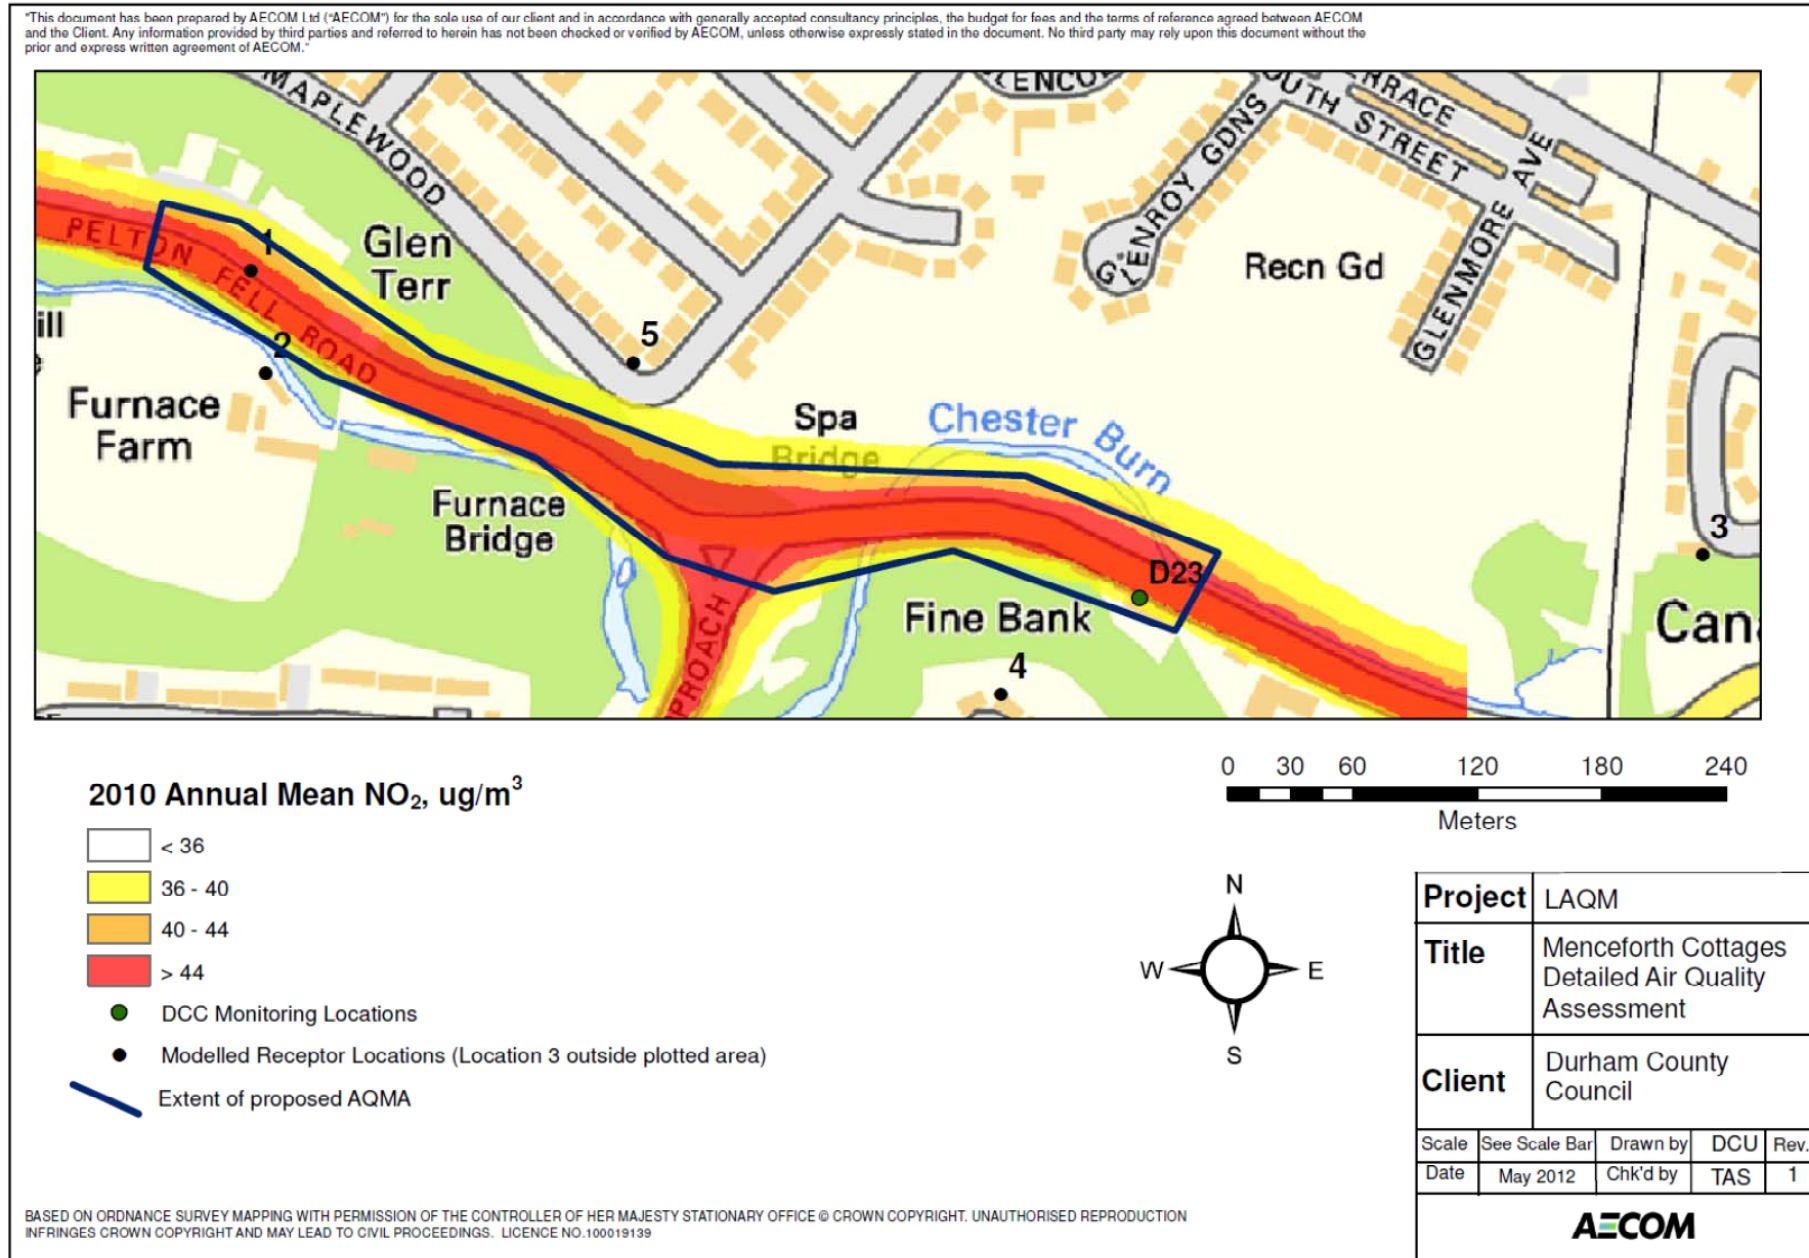 "This document has been prepared by AECOM Ltd ("AECOM") for the sole use of our client and in accordance with generally accepted consultancy principles, the budget for fees and the terms of reference agreed between AECOM
and the Client. Any information provided by third parties and referred to herein has not been checked or verified by AECOM, unless otherwise expressly stated in the document. No third party may rely upon this document without the
prior and express written agreement of AECOM."
MAPLEWOOD
GLENROY GDNS
SOUTH STREET
GLENMORE AVE
PELTON FELL ROAD
1
Glen
Terr
Recn Gd
ill
2
5
Furnace
Farm
Spa
Bridge
Chester Burn
Furnace
Bridge
3
D23
Fine Bank
4
Can
2010 Annual Mean NO₂, ug/m³
< 36
36 - 40
40 - 44
> 44
DCC Monitoring Locations
Modelled Receptor Locations (Location 3 outside plotted area)
Extent of proposed AQMA
0 30 60 120 180 240
Meters
N
W E
S
Project LAQM
Title Menceforth Cottages
Detailed Air Quality
Assessment
Client Durham County
Council
Scale See Scale Bar Drawn by DCU Rev.
Date May 2012 Chk'd by TAS 1
AECOM
BASED ON ORDNANCE SURVEY MAPPING WITH PERMISSION OF THE CONTROLLER OF HER MAJESTY STATIONARY OFFICE © CROWN COPYRIGHT. UNAUTHORISED REPRODUCTION
INFRINGES CROWN COPYRIGHT AND MAY LEAD TO CIVIL PROCEEDINGS. LICENCE NO.100019139